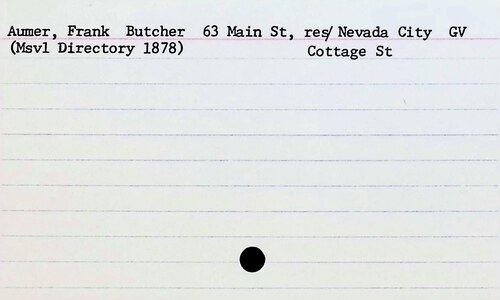 Aumer, Frank Butcher 63 Main St, res/ Nevada City GV
(Msvl Directory 1878) Cottage St